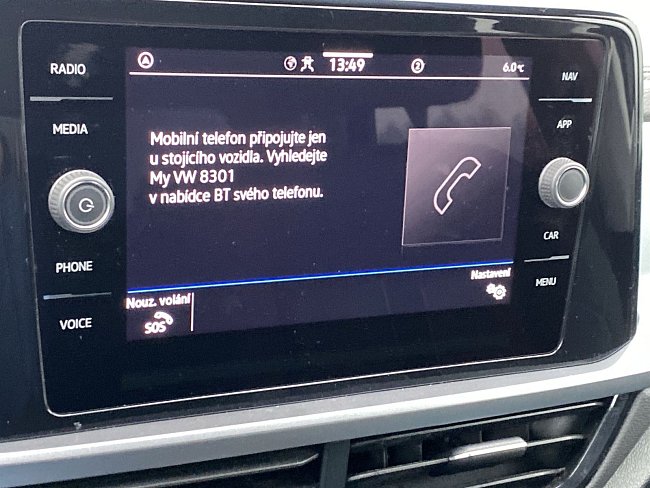 RADIO
MEDIA
PHONE
VOICE
13:49
2
6.0°C
Mobilní telefon připojujte jen
u stojícího vozidla. Vyhledejte
My VW 8301
v nabídce BT svého telefonu.
Nouz. volání
SOS
Nastavení
NAV
APP
CAR
MENU